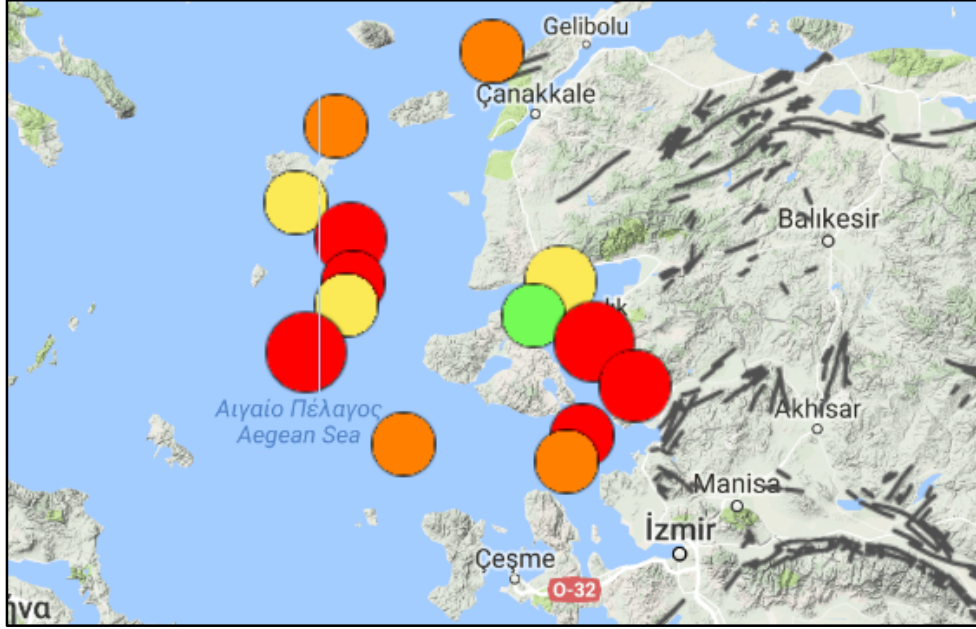 Gelibolu
Çanakkale
Balıkesir
Αιγαίο Πέλαγος
Aegean Sea
Akhisar
Manisa
İzmir
Çeşme
O-32